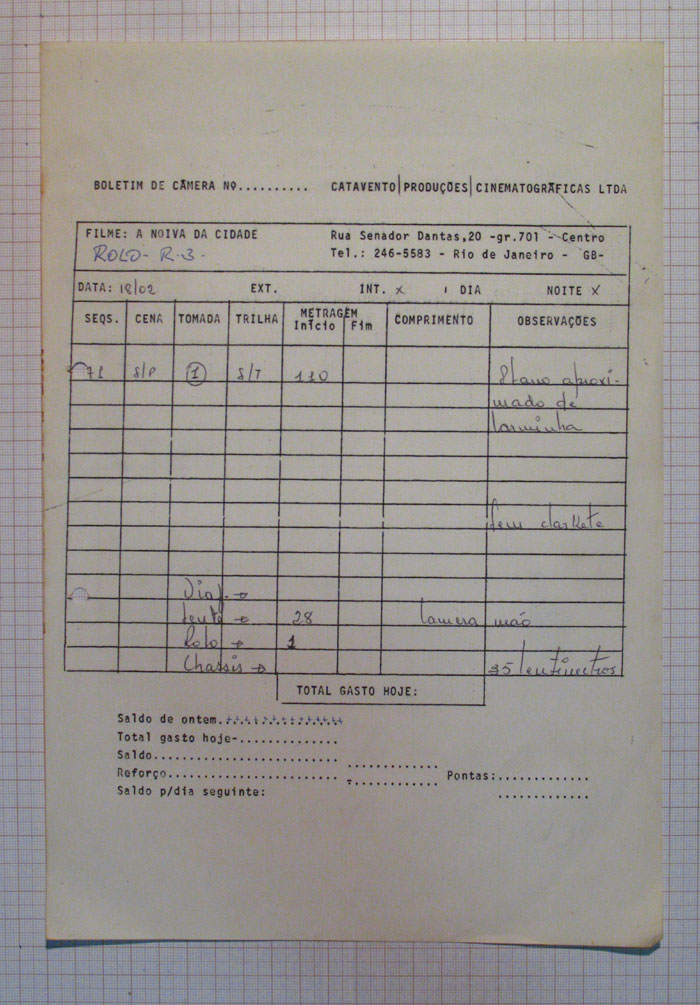 BOLETIM DE CÂMERA Nº.......... CATAVENTO|PRODUÇÕES|CINEMATOGRÁFICAS LTDA
FILME: A NOIVA DA CIDADE Rua Senador Dantas,20 -gr.701 - Centro
ROLO- R-3- Tel.: 246-5583 - Rio de Janeiro - GB-
DATA: 18/02 EXT. INT. x DIA NOITE x
SEQS. CENA TOMADA TRILHA METRAGEM COMPRIMENTO OBSERVAÇÕES
Início Fim
71 S/P 1 S/T 110 Plano aproxi-
mado de
Carminha
Sem claskete
Diaf.→
Lente → 28 Camera mão
Rolo → 1
Chassis → 35 Centimetros
TOTAL GASTO HOJE:
Saldo de ontem.................
Total gasto hoje-..............
Saldo..........................
Reforço........................ Pontas:.............
Saldo p/dia seguinte: